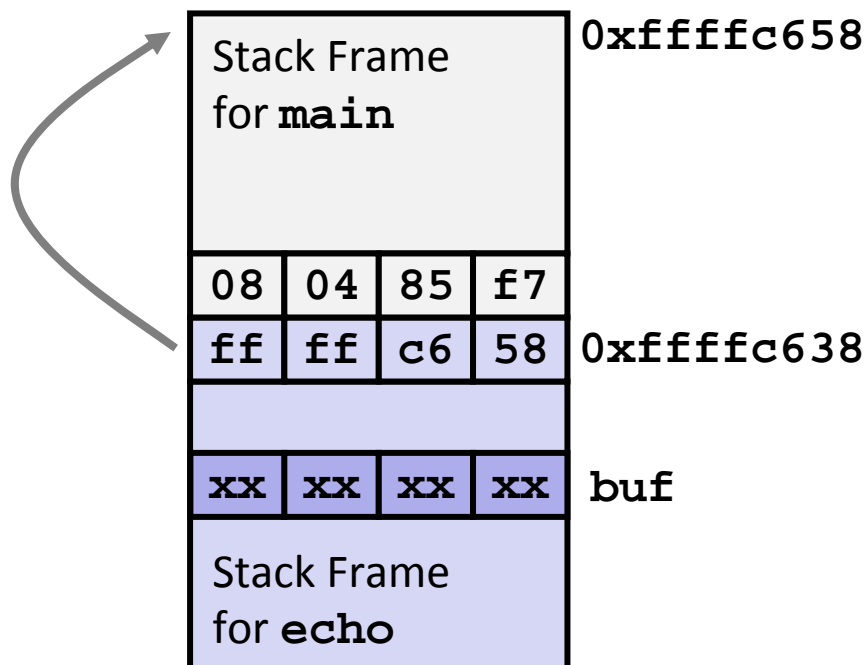 Stack Frame
for main
0xffffc658
08 04 85 f7
ff ff c6 58 0xffffc638
xx xx xx xx buf
Stack Frame
for echo